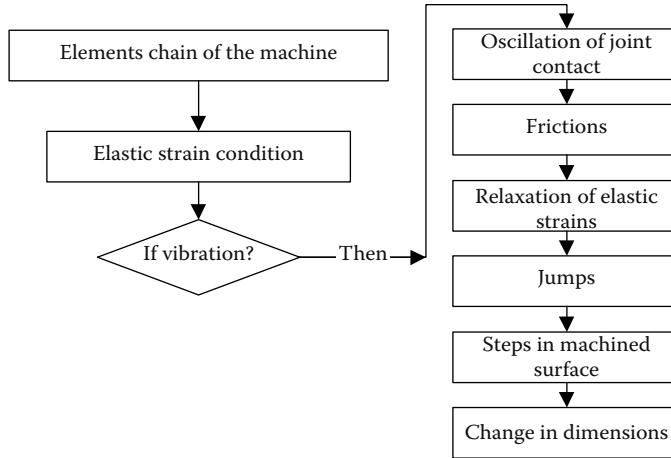 Elements chain of the machine
Elastic strain condition
If vibration?
Then
Oscillation of joint
contact
Frictions
Relaxation of elastic
strains
Jumps
Steps in machined
surface
Change in dimensions